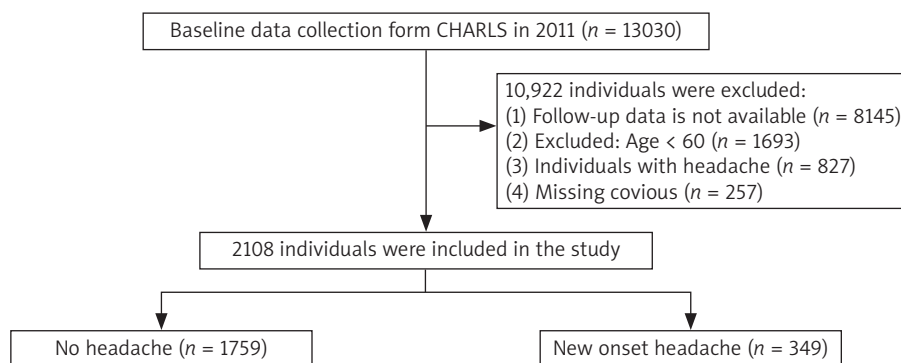 Baseline data collection form CHARLS in 2011 (n = 13030)
10,922 individuals were excluded:
(1) Follow-up data is not available (n = 8145)
(2) Excluded: Age < 60 (n = 1693)
(3) Individuals with headache (n = 827)
(4) Missing covious (n = 257)
2108 individuals were included in the study
No headache (n = 1759)
New onset headache (n = 349)